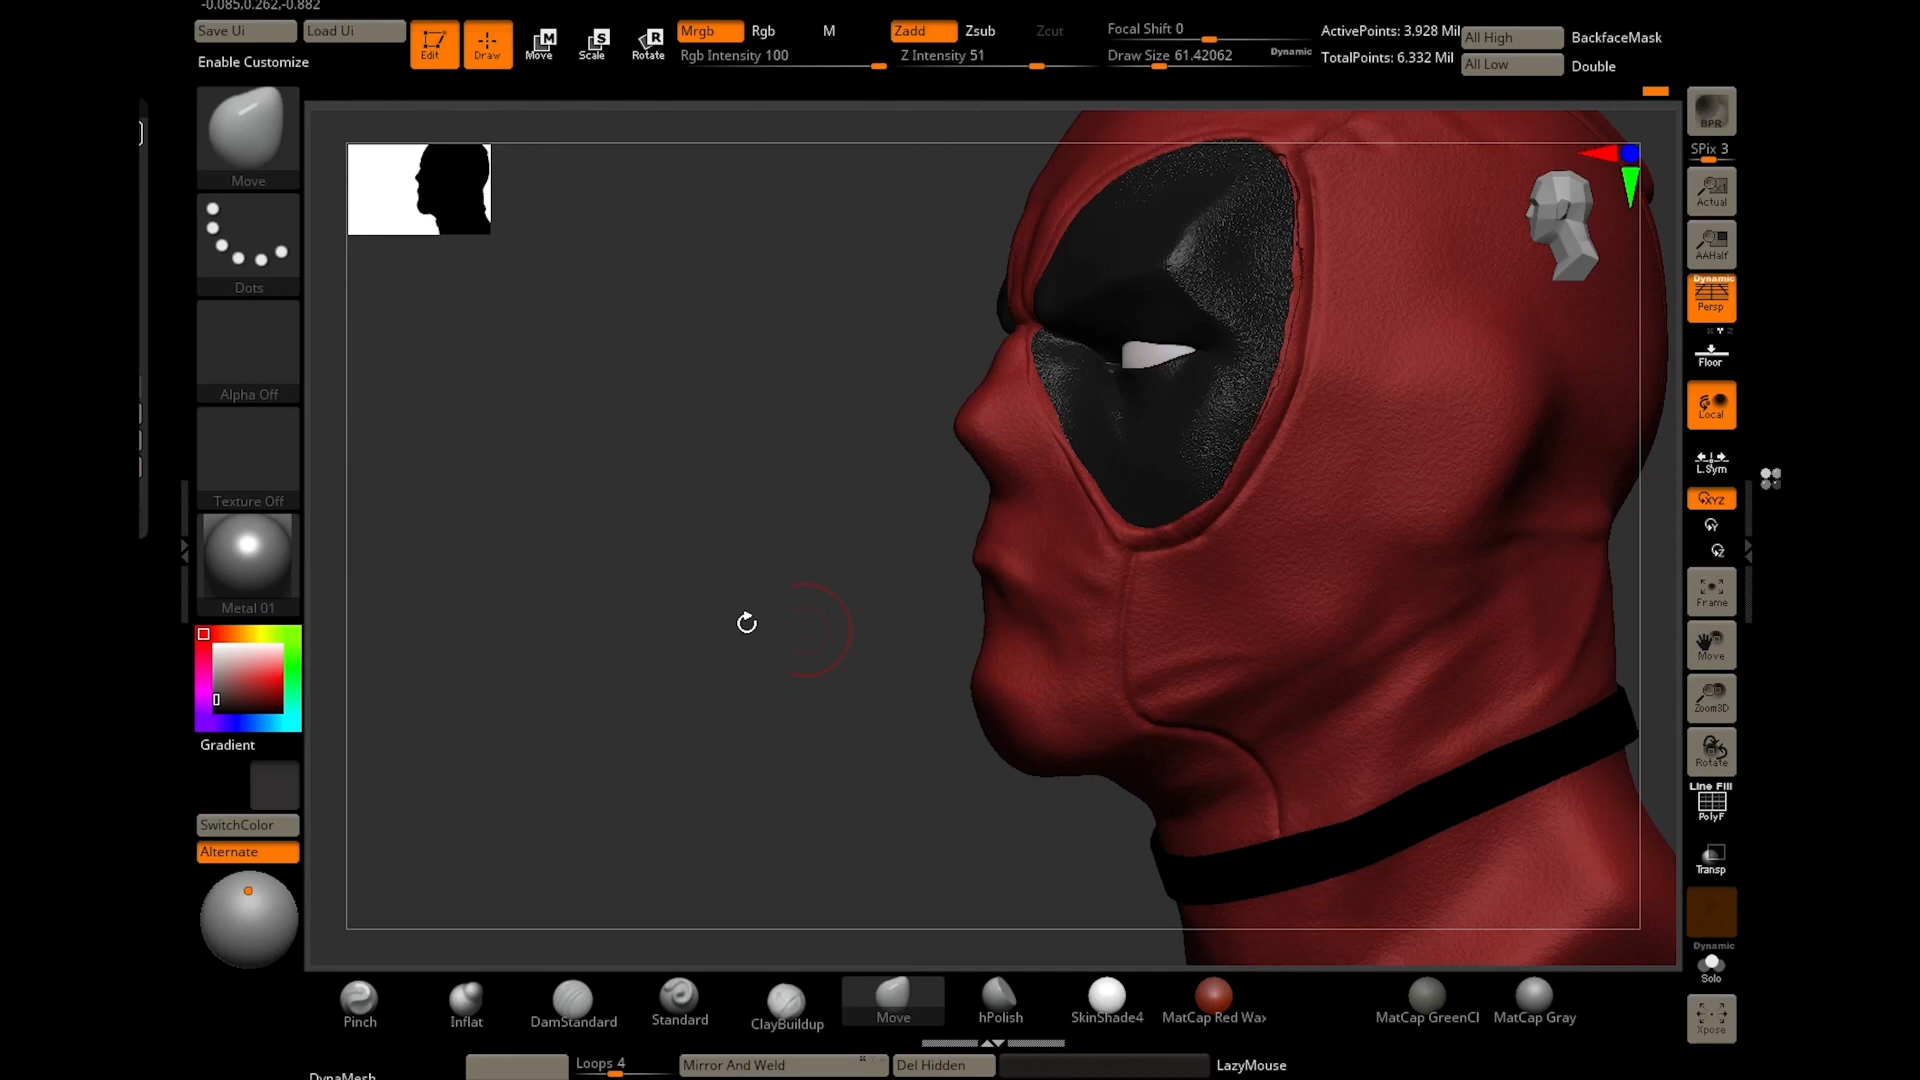 -0.085,0.262,-0.882
Save Ui
Load Ui
Enable Customize
Edit
Draw
Move
Scale
Rotate
M
S
R
Mrgb
Rgb
M
Rgb Intensity 100
Zadd
Zsub
Zcut
Z Intensity 51
Focal Shift 0
Draw Size 61.42062
Dynamic
ActivePoints: 3.928 Mil
TotalPoints: 6.332 Mil
All High
All Low
BackfaceMask
Double
Move
Dots
Alpha Off
Texture Off
Metal 01
Gradient
SwitchColor
Alternate
BPR
SPix 3
Actual
AAHalf
Dynamic
Persp
Floor
Local
L.Sym
XYZ
Y
Z
Frame
Move
Zoom3D
Rotate
Line Fill
PolyF
Transp
Dynamic
Solo
Xpose
Pinch
Inflat
DamStandard
Standard
ClayBuildup
Move
hPolish
SkinShade4
MatCap Red Wax
MatCap GreenCl
MatCap Gray
DynaMesh
Loops 4
Mirror And Weld
Del Hidden
LazyMouse